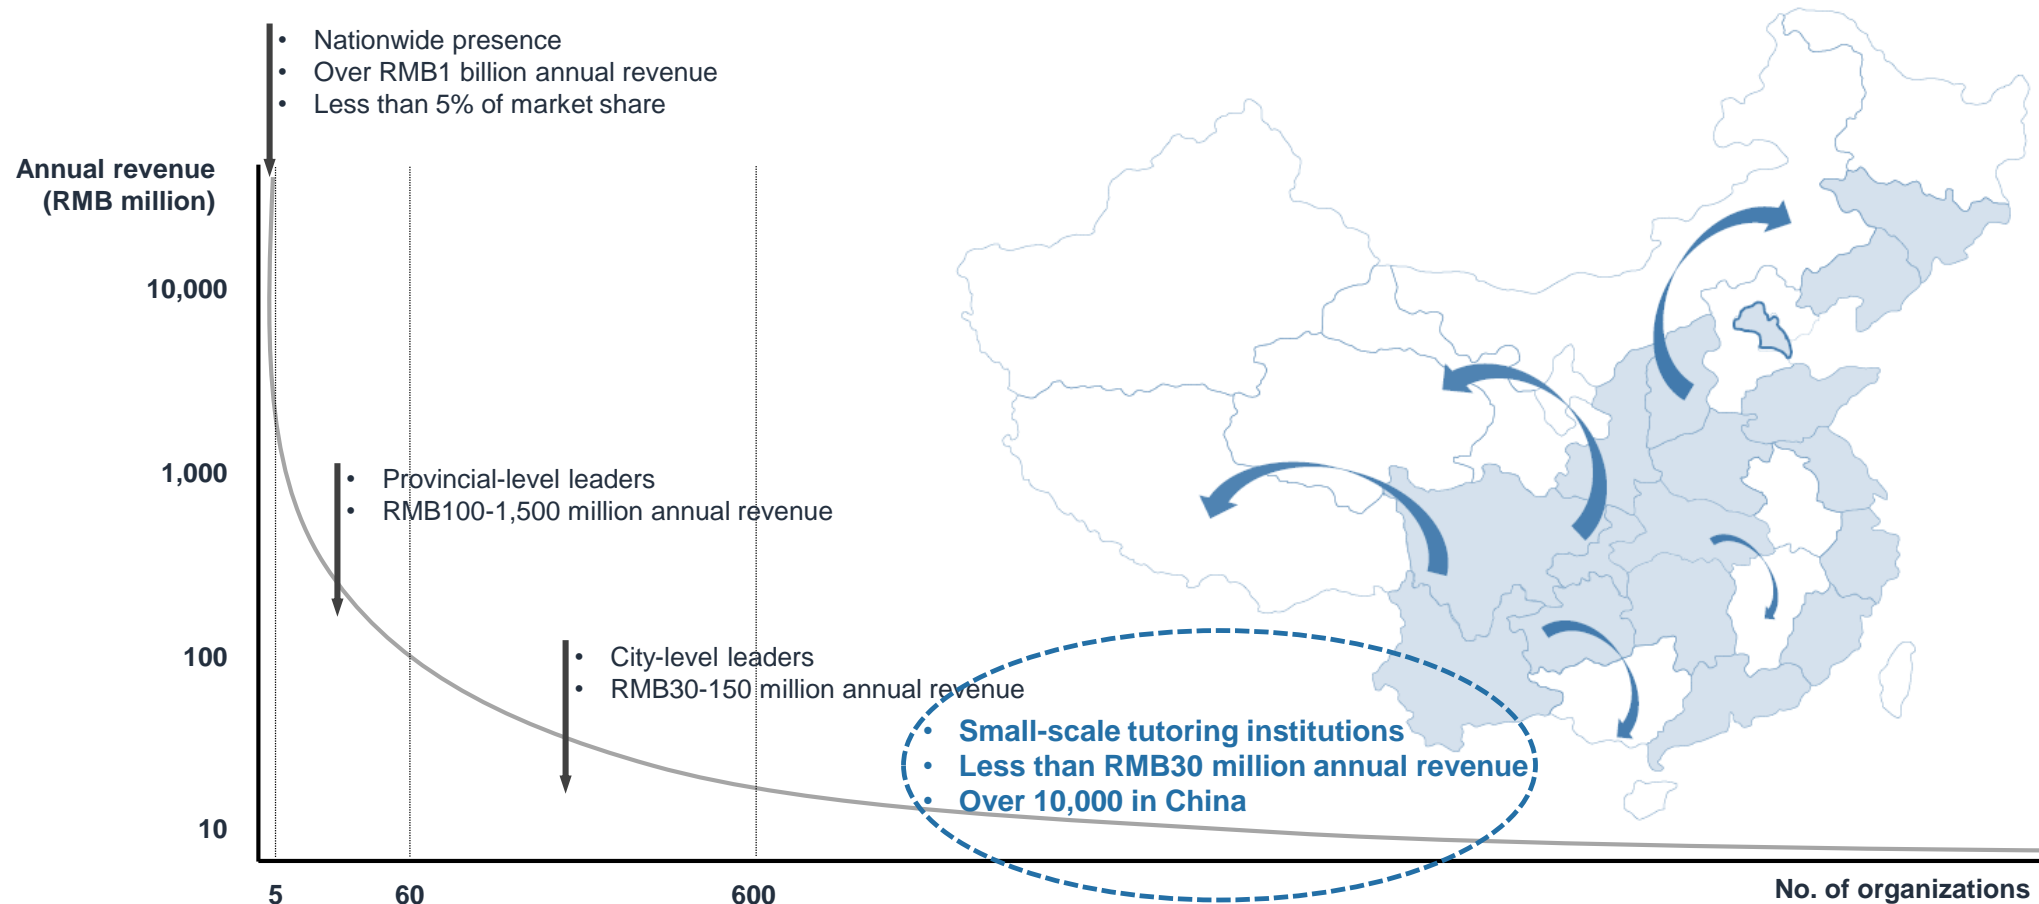 • Nationwide presence
• Over RMB1 billion annual revenue
• Less than 5% of market share
Annual revenue
(RMB million)
10,000
1,000
100
10
• Provincial-level leaders
• RMB100-1,500 million annual revenue
• City-level leaders
• RMB30-150 million annual revenue
• Small-scale tutoring institutions
• Less than RMB30 million annual revenue
• Over 10,000 in China
5
60
600
No. of organizations